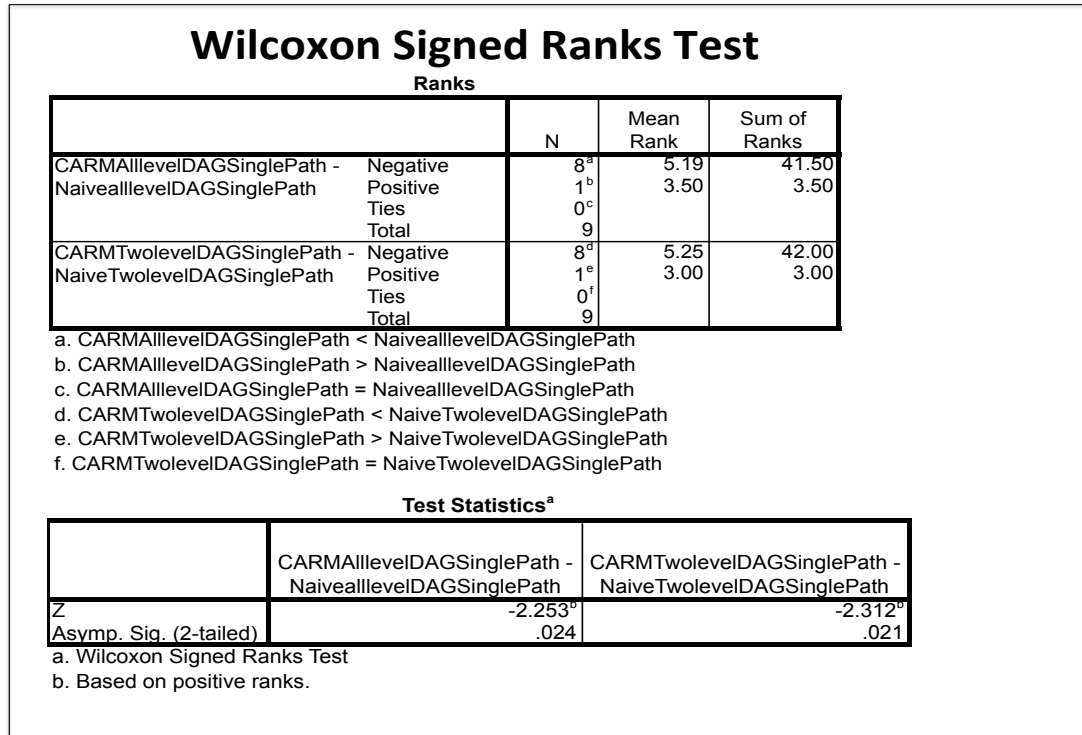 Wilcoxon Signed Ranks Test
Ranks
N Mean Rank Sum of Ranks
CARMAlllevelDAGSinglePath - NaivealllevelDAGSinglePath Negative 8a 5.19 41.50
Positive 1b 3.50 3.50
Ties 0c
Total 9
CARMTwolevelDAGSinglePath - NaiveTwolevelDAGSinglePath Negative 8d 5.25 42.00
Positive 1e 3.00 3.00
Ties 0f
Total 9
a. CARMAlllevelDAGSinglePath < NaivealllevelDAGSinglePath
b. CARMAlllevelDAGSinglePath > NaivealllevelDAGSinglePath
c. CARMAlllevelDAGSinglePath = NaivealllevelDAGSinglePath
d. CARMTwolevelDAGSinglePath < NaiveTwolevelDAGSinglePath
e. CARMTwolevelDAGSinglePath > NaiveTwolevelDAGSinglePath
f. CARMTwolevelDAGSinglePath = NaiveTwolevelDAGSinglePath
Test Statisticsa
CARMAlllevelDAGSinglePath - CARMTwolevelDAGSinglePath -
NaivealllevelDAGSinglePath NaiveTwolevelDAGSinglePath
Z -2.253b -2.312b
Asymp. Sig. (2-tailed) .024 .021
a. Wilcoxon Signed Ranks Test
b. Based on positive ranks.